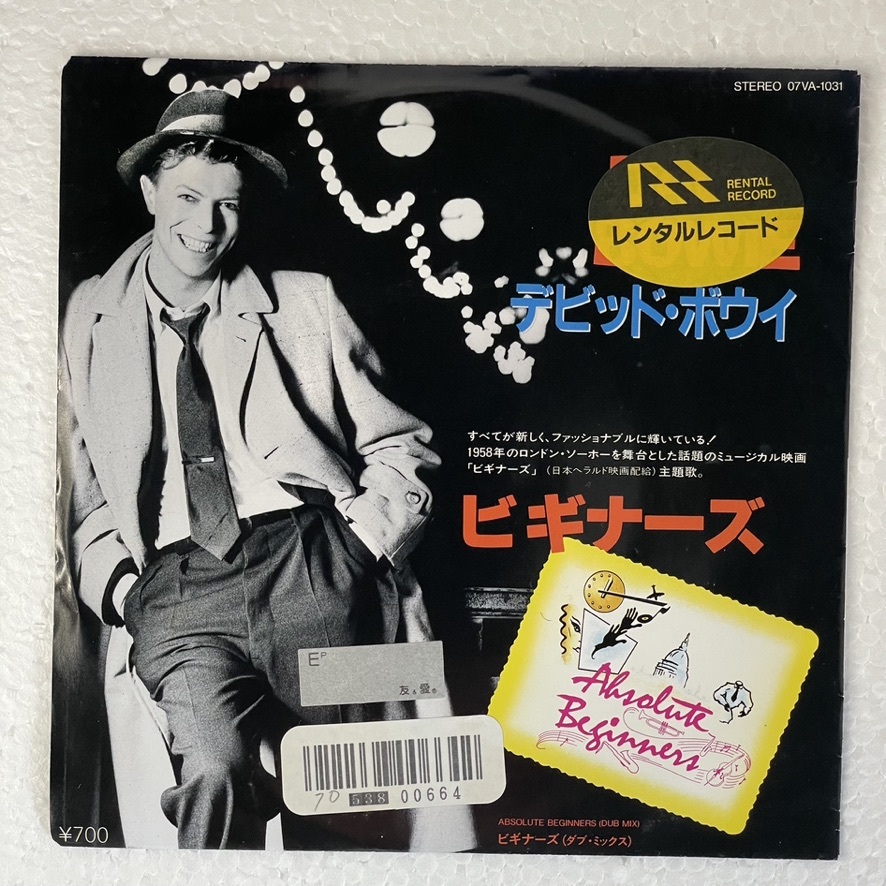 STEREO 07VA-1031
RENTAL
RECORD
レンタルレコード
デビッド・ボウイ
すべてが新しく、ファッショナブルに輝いている!
1958年のロンドン・ソーホーを舞台とした話題のミュージカル映画
「ビギナーズ」(日本ヘラルド映画配給)主題歌。
ビギナーズ
Absolute
Beginners
EP
友&愛
70 538 00664
ABSOLUTE BEGINNERS (DUB MIX)
ビギナーズ(ダブ・ミックス)
¥700